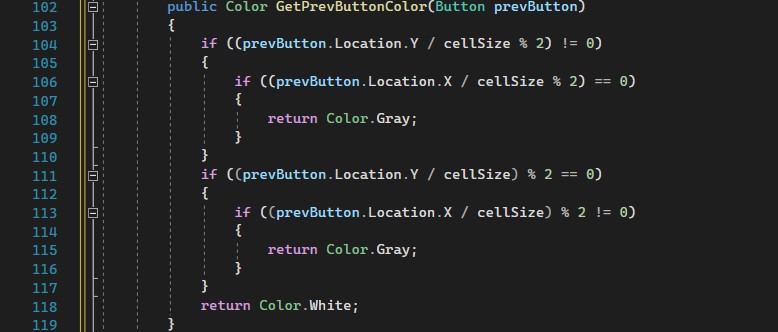 102 public Color GetPrevButtonColor(Button prevButton)
103 {
104 if ((prevButton.Location.Y / cellSize % 2) != 0)
105 {
106 if ((prevButton.Location.X / cellSize % 2) == 0)
107 {
108 return Color.Gray;
109 }
110 }
111 if ((prevButton.Location.Y / cellSize) % 2 == 0)
112 {
113 if ((prevButton.Location.X / cellSize) % 2 != 0)
114 {
115 return Color.Gray;
116 }
117 }
118 return Color.White;
119 }